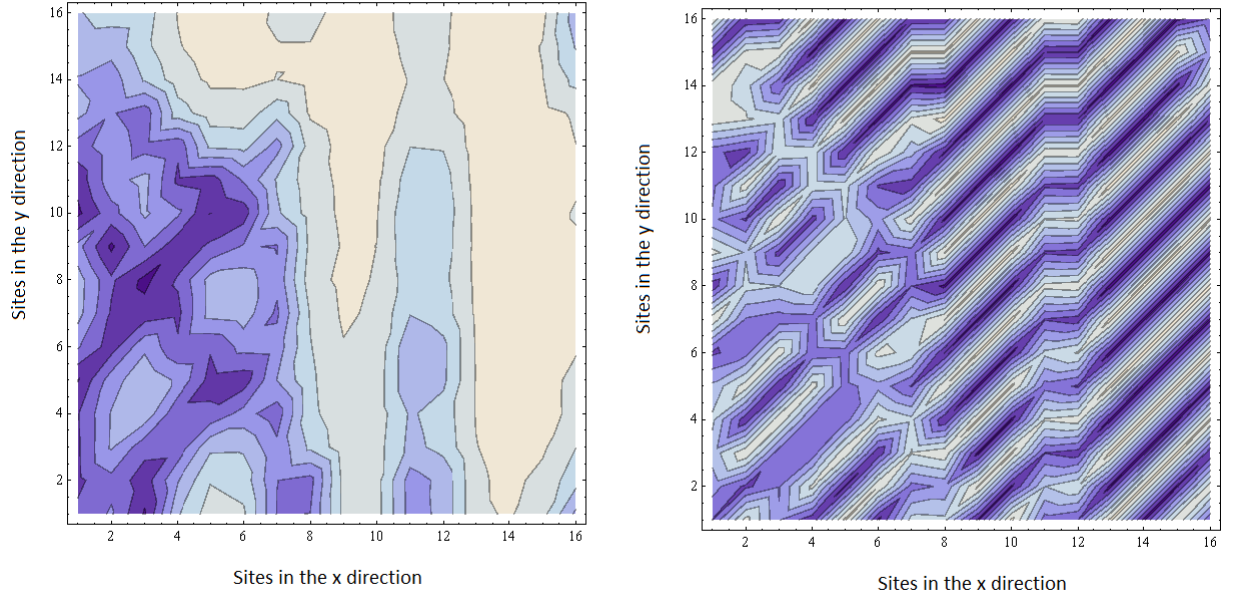 16
14
12
10
8
6
4
2
2 4 6 8 10 12 14 16
Sites in the y direction
Sites in the x direction
16
14
12
10
8
6
4
2
2 4 6 8 10 12 14 16
Sites in the y direction
Sites in the x direction